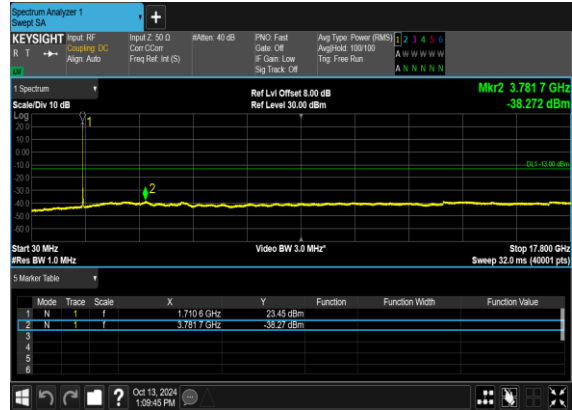 Spectrum Analyzer 1
Swept SA
+
KEYSIGHT Input: RF Input Z: 50 Ω #Atten: 40 dB PNO: Fast Avg Type: Power (RMS) 1 2 3 4 5 6
R T Coupling: DC Corr CCorr Gate: Off Avg|Hold: 100/100 A W W W W W
Align: Auto Freq Ref: Int (S) IF Gain: Low Trig: Free Run
Sig Track: Off A N N N N N
1 Spectrum Ref Lvl Offset 8.00 dB Mkr2 3.781 7 GHz
Scale/Div 10 dB Ref Level 30.00 dBm -38.272 dBm
Log
1
20.0
10.0
0.00
-10.0
DL1 -13.00 dBm
-20.0
-30.0
2
-40.0
-50.0
-60.0
Start 30 MHz Video BW 3.0 MHz* Stop 17.800 GHz
#Res BW 1.0 MHz Sweep 32.0 ms (40001 pts)
5 Marker Table
Mode Trace Scale X Y Function Function Width Function Value
1 N 1 f 1.710 6 GHz 23.45 dBm
2 N 1 f 3.781 7 GHz -38.27 dBm
3
4
5
6
? Oct 13, 2024
1:09:45 PM